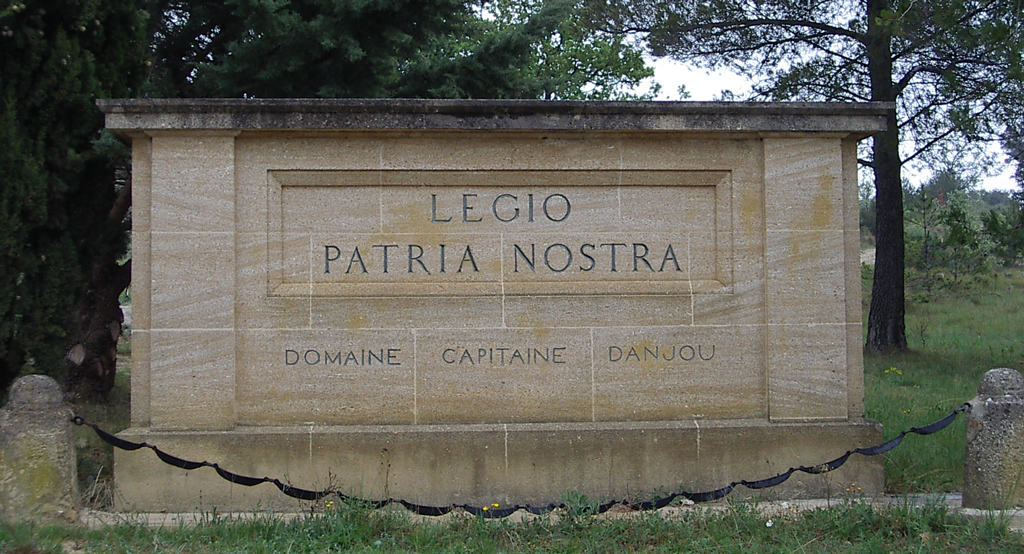 LEGIO
PATRIA NOSTRA
DOMAINE CAPITAINE DANJOU